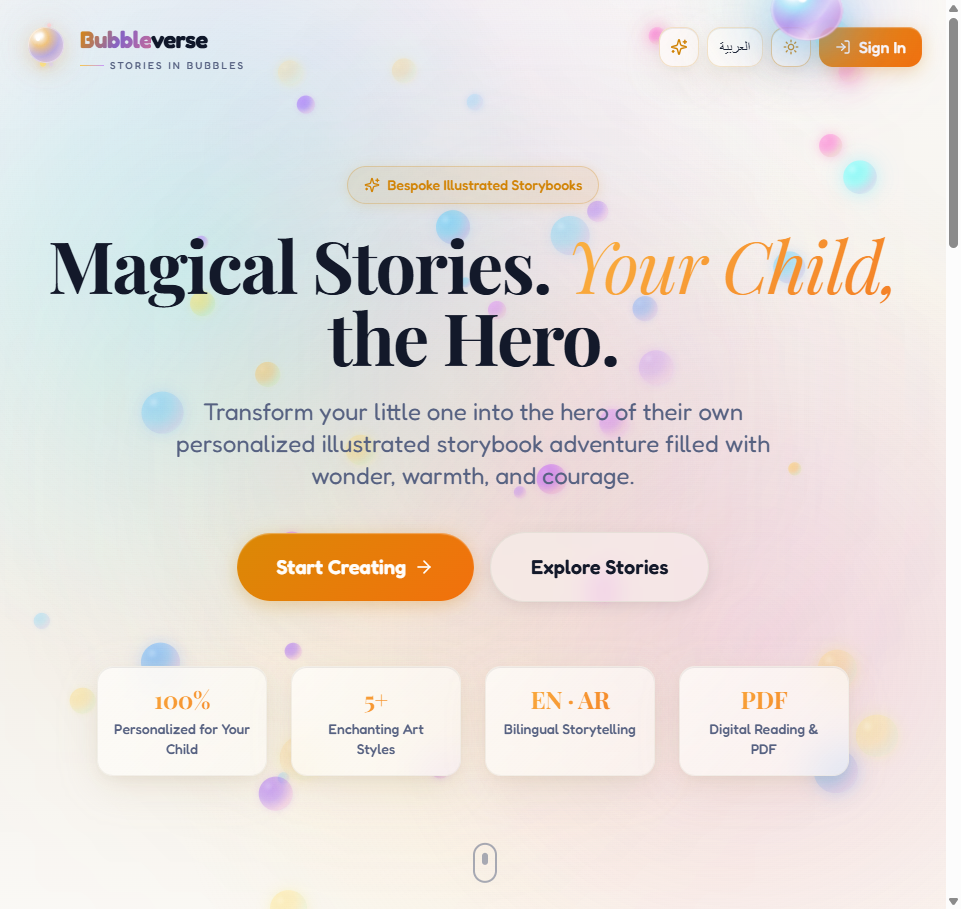 Bubbleverse
STORIES IN BUBBLES
العربية
Sign In
Bespoke Illustrated Storybooks
Magical Stories. Your Child,
the Hero.
Transform your little one into the hero of their own
personalized illustrated storybook adventure filled with
wonder, warmth, and courage.
Start Creating →
Explore Stories
100%
Personalized for Your
Child
5+
Enchanting Art
Styles
EN · AR
Bilingual Storytelling
PDF
Digital Reading &
PDF